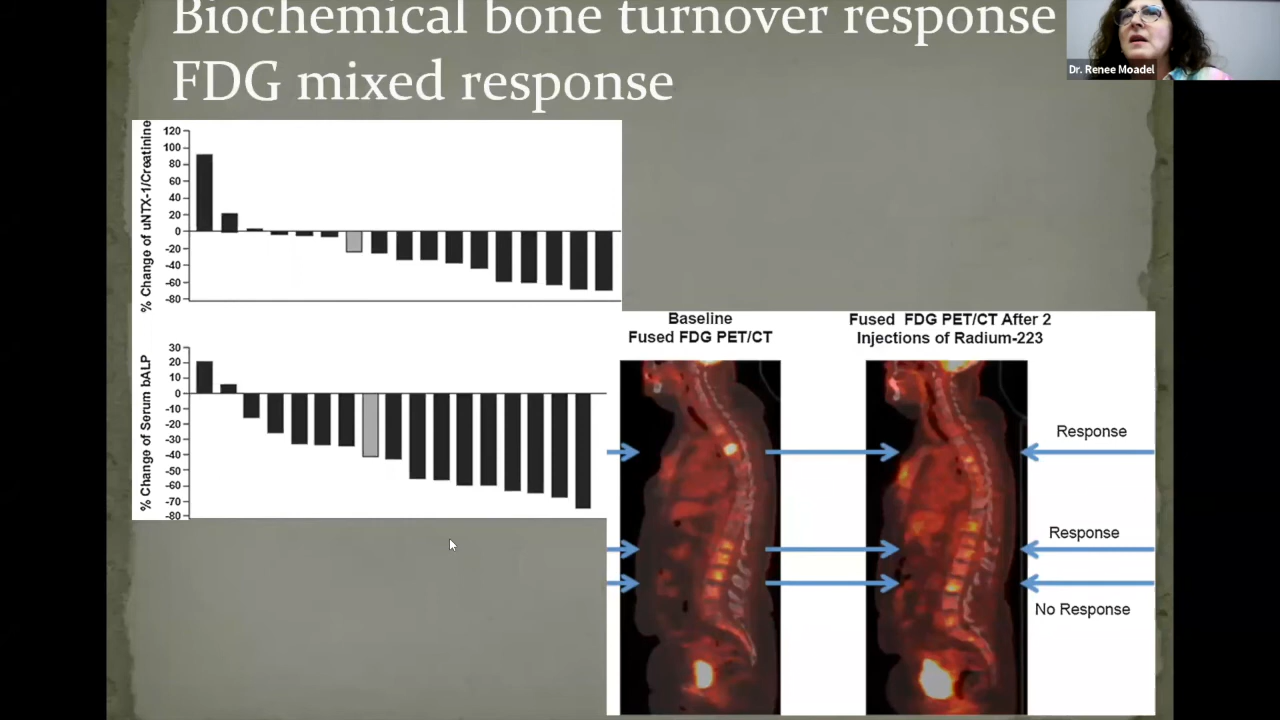 Biochemical bone turnover response
FDG mixed response
Dr. Renee Moadel
% Change of uNTX-1/Creatinine
120
100
80
60
40
20
0
-20
-40
-60
-80
% Change of Serum bALP
30
20
10
0
-10
-20
-30
-40
-50
-60
-70
-80
Baseline
Fused FDG PET/CT
Fused FDG PET/CT After 2
Injections of Radium-223
Response
Response
No Response